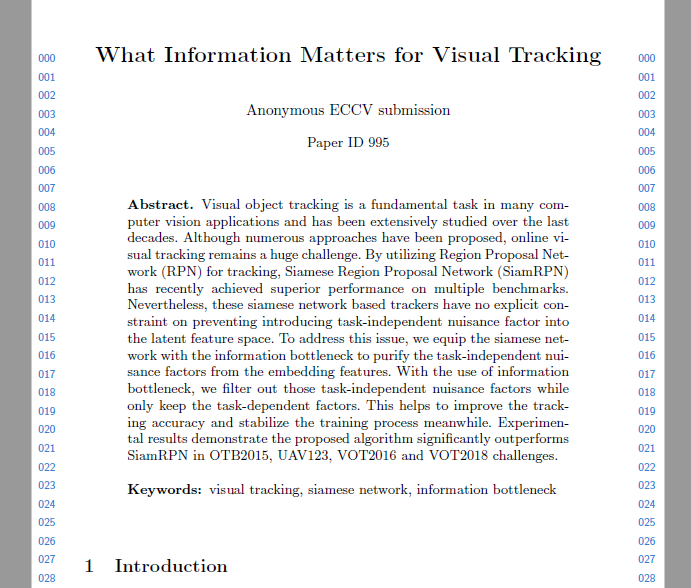 000 What Information Matters for Visual Tracking 000
001 001
002 002
003 Anonymous ECCV submission 003
004 004
005 Paper ID 995 005
006 006
007 007
008 Abstract. Visual object tracking is a fundamental task in many com- 008
009 puter vision applications and has been extensively studied over the last 009
010 decades. Although numerous approaches have been proposed, online vi- 010
011 sual tracking remains a huge challenge. By utilizing Region Proposal Net- 011
012 work (RPN) for tracking, Siamese Region Proposal Network (SiamRPN) 012
013 has recently achieved superior performance on multiple benchmarks. 013
Nevertheless, these siamese network based trackers have no explicit con-
014 straint on preventing introducing task-independent nuisance factor into 014
015 the latent feature space. To address this issue, we equip the siamese net- 015
016 work with the information bottleneck to purify the task-independent nui- 016
017 sance factors from the embedding features. With the use of information 017
018 bottleneck, we filter out those task-independent nuisance factors while 018
019 only keep the task-dependent factors. This helps to improve the track- 019
020 ing accuracy and stabilize the training process meanwhile. Experimen- 020
021 tal results demonstrate the proposed algorithm significantly outperforms 021
SiamRPN in OTB2015, UAV123, VOT2016 and VOT2018 challenges.
022 022
023 Keywords: visual tracking, siamese network, information bottleneck 023
024 024
025 025
026 026
027 1 Introduction 027
028 028